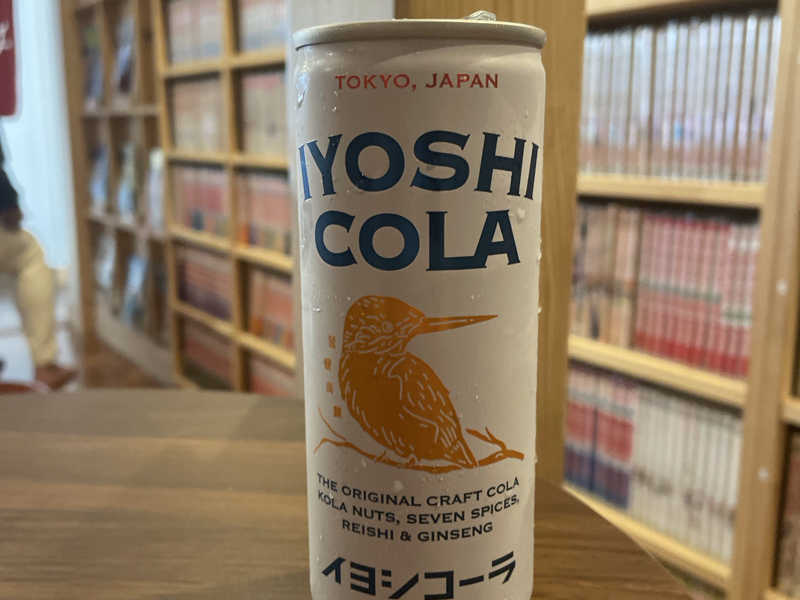 TOKYO, JAPAN
IYOSHI
COLA
THE ORIGINAL CRAFT COLA
KOLA NUTS, SEVEN SPICES,
REISHI & GINSENG
イヨシコーラ